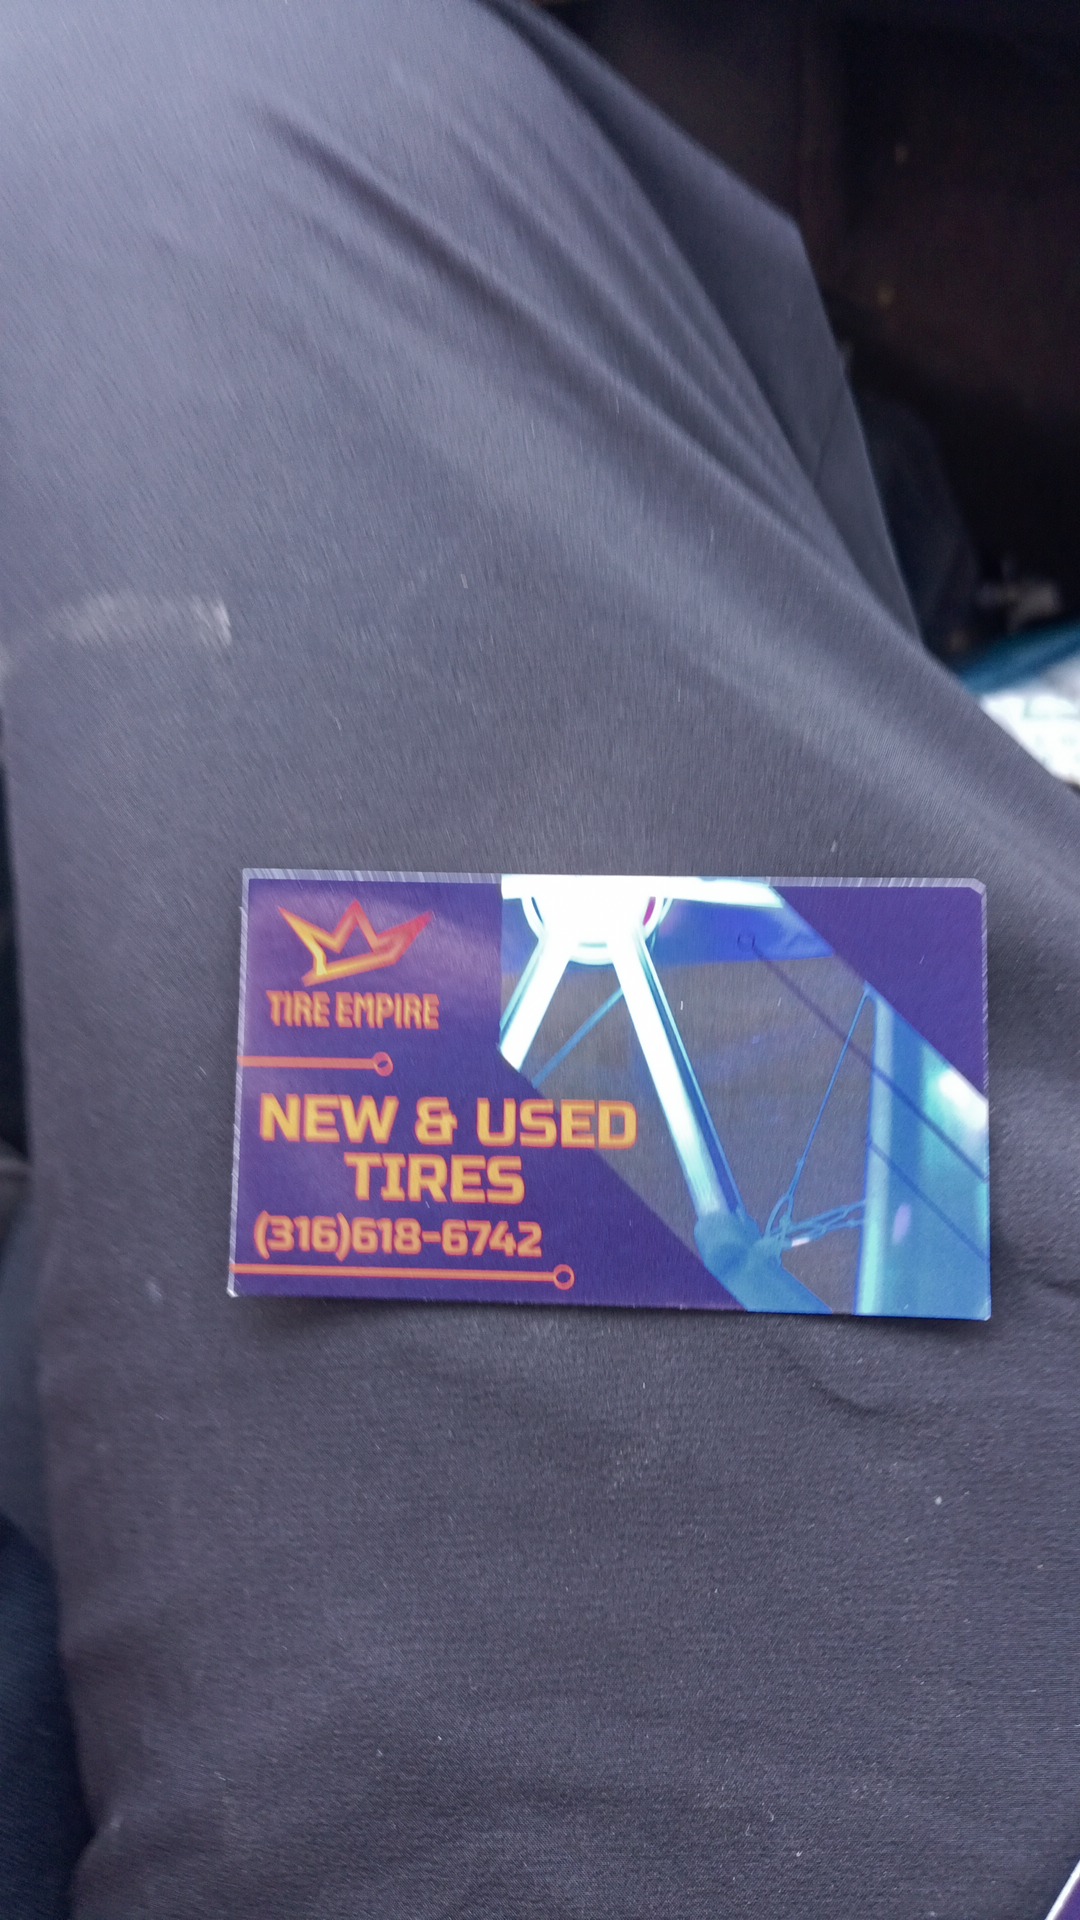 TIRE EMPIRE
NEW & USED
TIRES
(316)618-6742